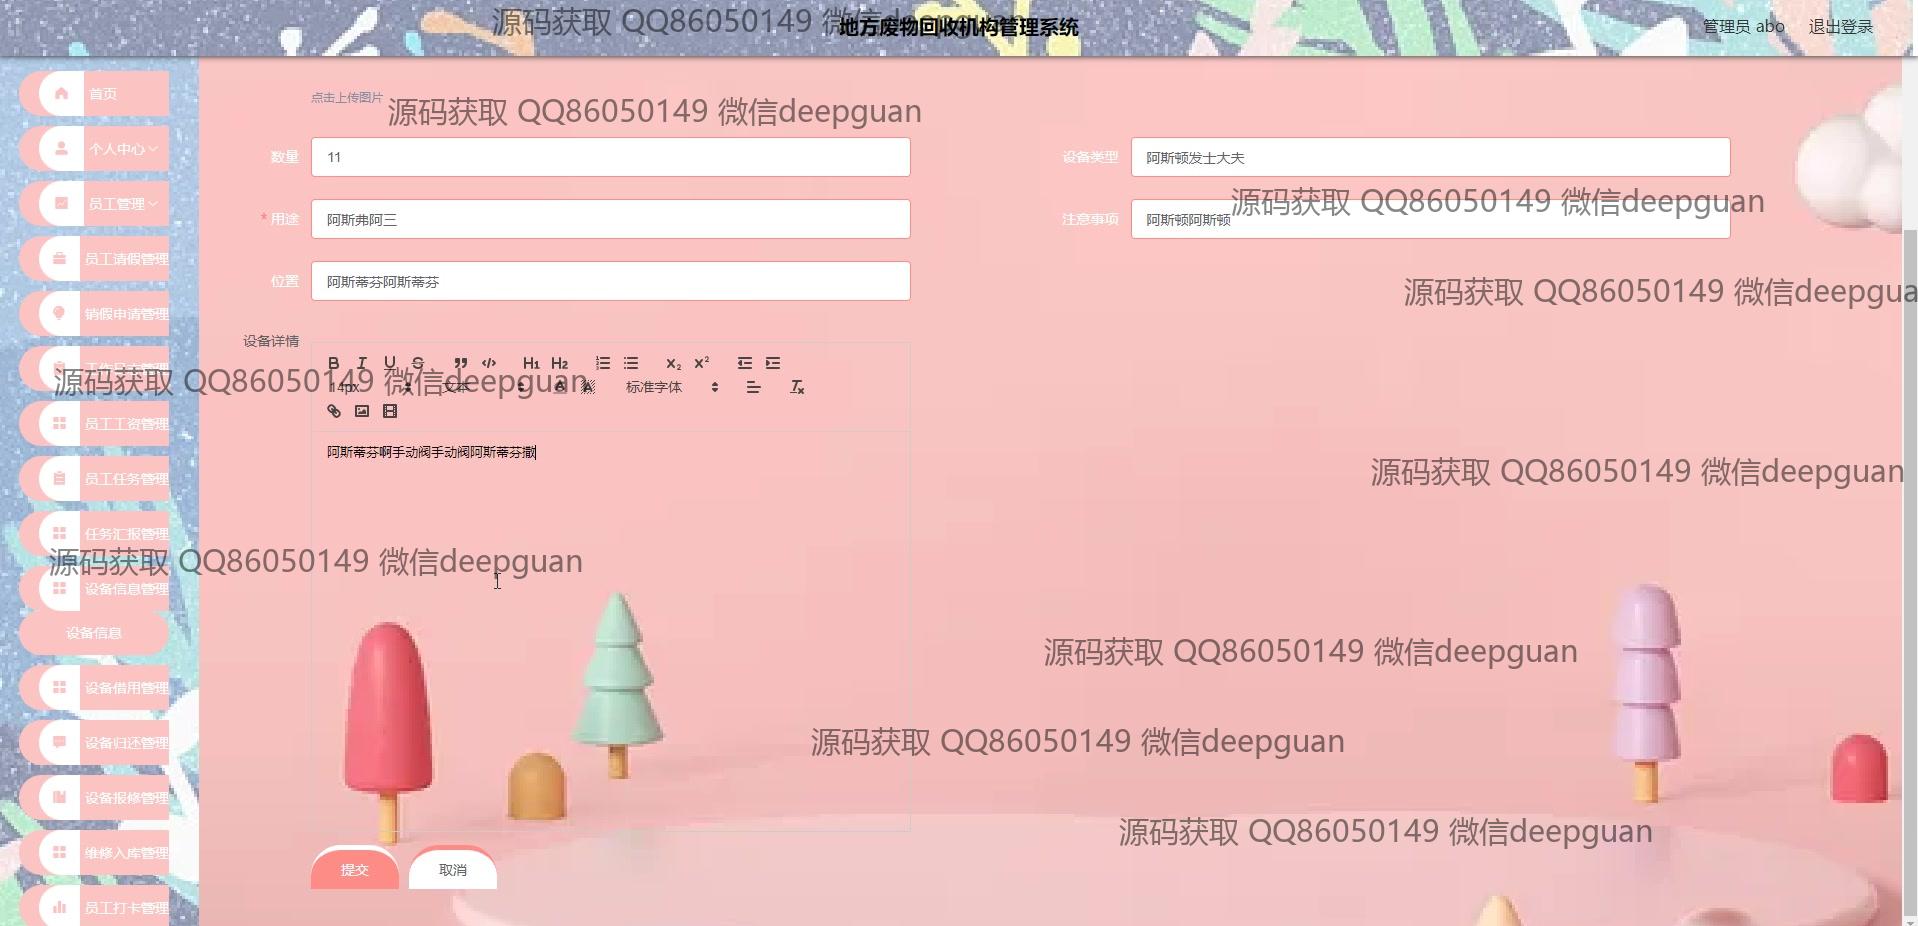 源码获取 QQ86050149 微信deepguan
地方废物回收机构管理系统
管理员 abo
退出登录
首页
个人中心
员工管理
员工请假管理
销假申请管理
员工工资管理
员工任务管理
任务汇报管理
设备信息管理
设备信息
设备借用管理
设备归还管理
设备报修管理
维修入库管理
员工打卡管理
点击上传图片
源码获取 QQ86050149 微信deepguan
数量
11
设备类型
阿斯顿发士大夫
源码获取 QQ86050149 微信deepguan
* 用途
阿斯弗阿三
注意事项
阿斯顿阿斯顿
位置
阿斯蒂芬阿斯蒂芬
源码获取 QQ86050149 微信deepgua
设备详情
B I U S H1 H2 X2 X2
14px 文本 A A 标准字体 Tx
源码获取 QQ86050149 微信deepguan
阿斯蒂芬啊手动阀手动阀阿斯蒂芬撒
源码获取 QQ86050149 微信deepguan
源码获取 QQ86050149 微信deepguan
源码获取 QQ86050149 微信deepguan
源码获取 QQ86050149 微信deepguan
源码获取 QQ86050149 微信deepguan
提交
取消